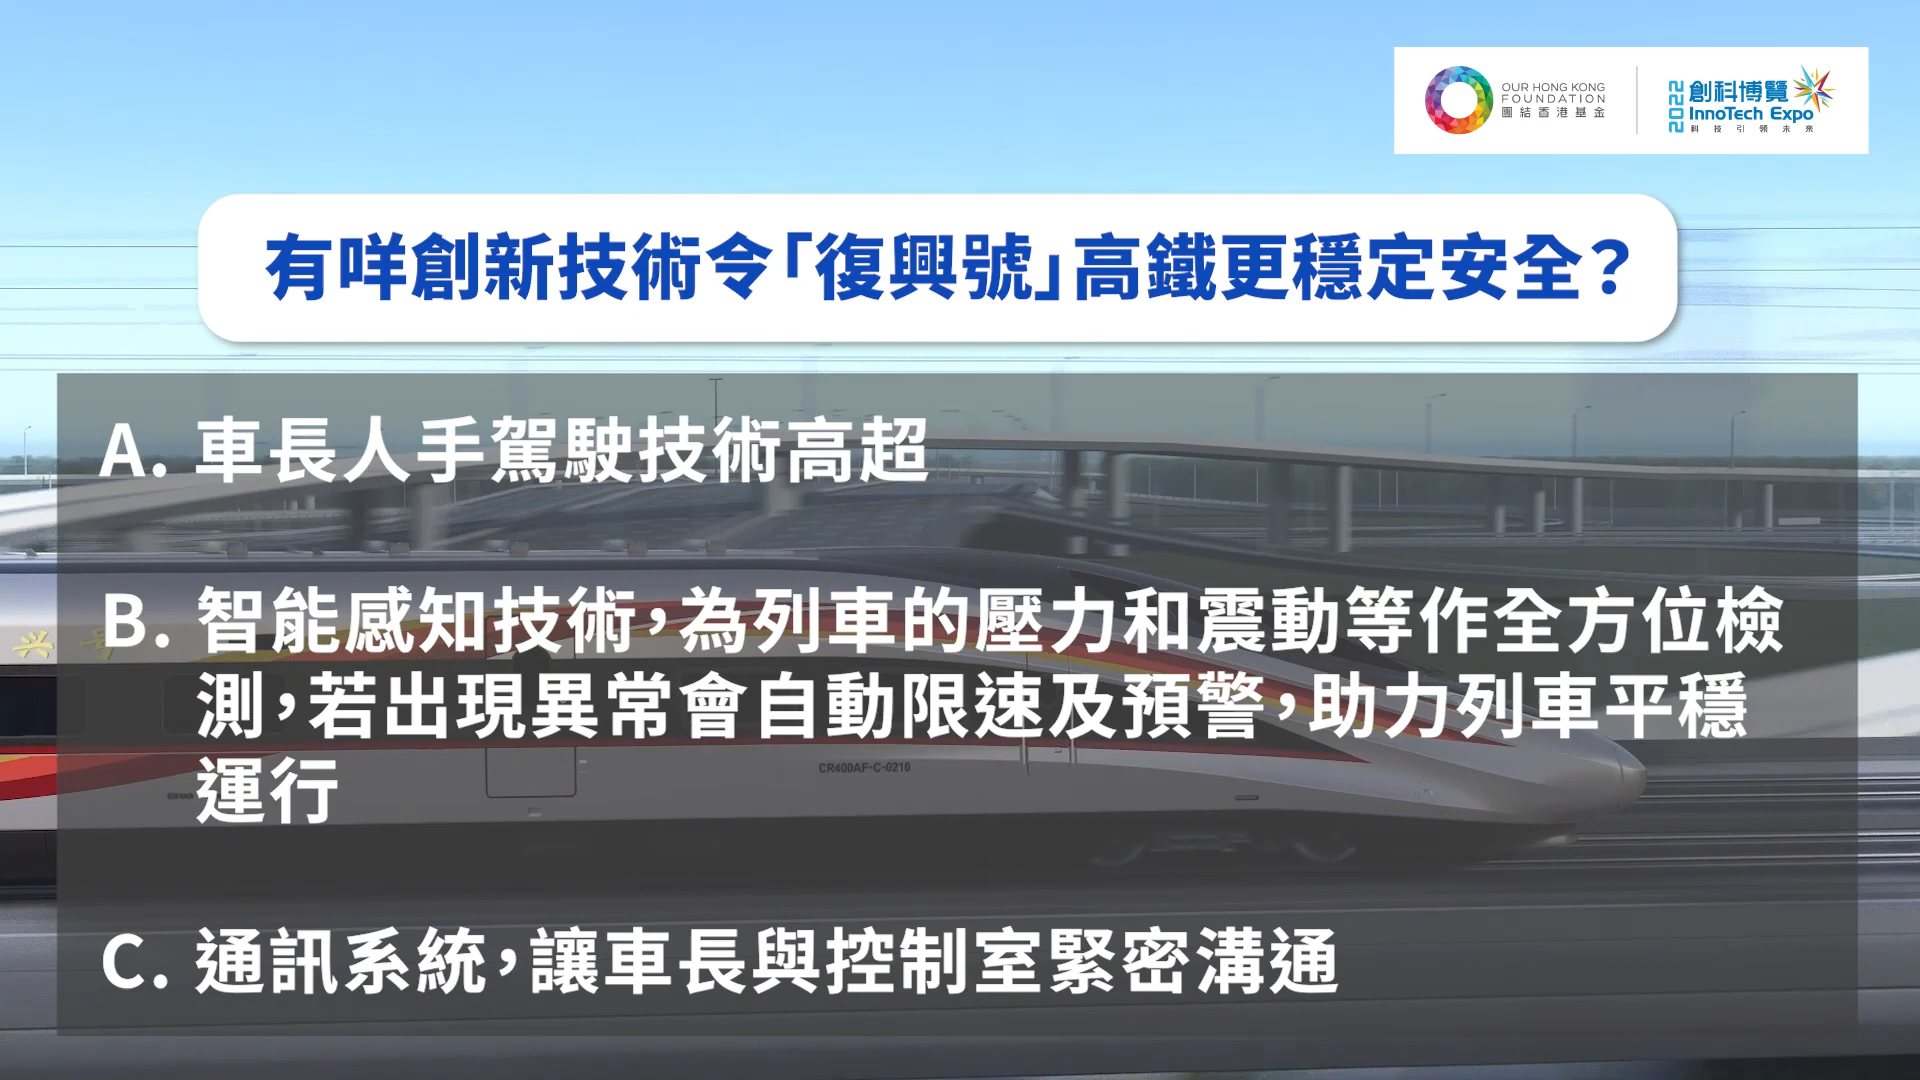 OUR HONG KONG
FOUNDATION
團結香港基金
2022
創科博覽
InnoTech Expo
科技引領未來
有咩創新技術令「復興號」高鐵更穩定安全？
A. 車長人手駕駛技術高超
B. 智能感知技術，為列車的壓力和震動等作全方位檢
測，若出現異常會自動限速及預警，助力列車平穩
運行
兴号
CR400AF-C-0210
C. 通訊系統，讓車長與控制室緊密溝通